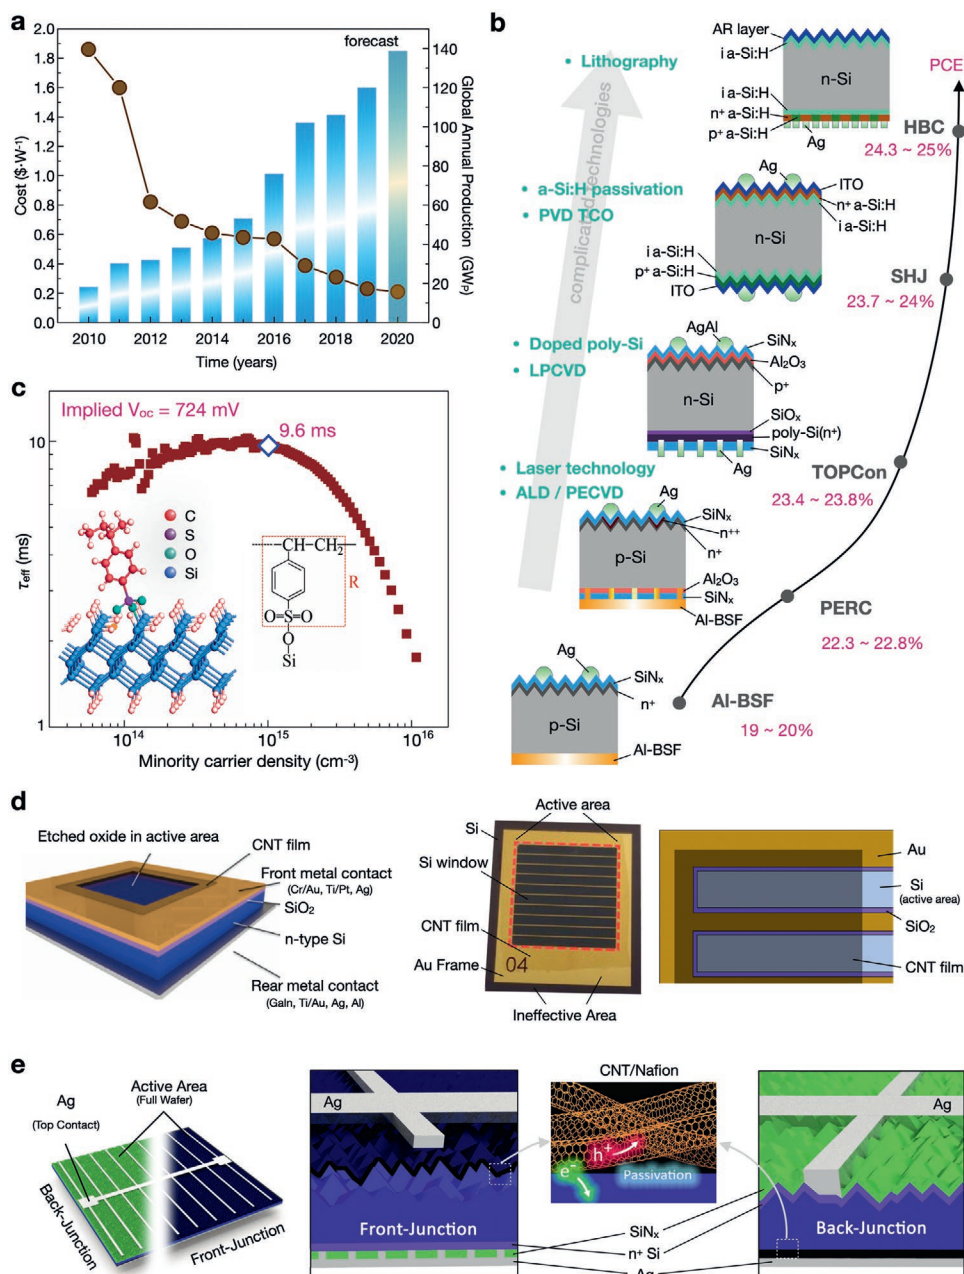 a
forecast
Cost ($·W⁻¹)
2.0
1.8
1.6
1.4
1.2
1.0
0.8
0.6
0.4
0.2
0.0
140
120
100
80
60
40
20
0
Global Annual Production (GWₚ)
2010 2012 2014 2016 2018 2020
Time (years)
b
• Lithography
• a-Si:H passivation
• PVD TCO
• Doped poly-Si
• LPCVD
• Laser technology
• ALD / PECVD
complicated technologies
PCE
AR layer
i a-Si:H
n-Si
i a-Si:H
n⁺ a-Si:H
p⁺ a-Si:H
Ag
HBC
24.3 ~ 25%
Ag
ITO
n⁺ a-Si:H
i a-Si:H
n-Si
i a-Si:H
p⁺ a-Si:H
ITO
SHJ
23.7 ~ 24%
AgAl
SiNₓ
Al₂O₃
p⁺
n-Si
SiOₓ
poly-Si(n⁺)
SiNₓ
Ag
TOPCon
23.4 ~ 23.8%
Ag
SiNₓ
n⁺⁺
n⁺
p-Si
Al₂O₃
SiNₓ
Al-BSF
PERC
22.3 ~ 22.8%
Ag
SiNₓ
n⁺
p-Si
Al-BSF
Al-BSF
19 ~ 20%
c
Implied Vₒc = 724 mV
9.6 ms
10
1
τeff (ms)
C
S
O
Si
CH—CH₂
R
O=S=O
O
Si
10¹⁴ 10¹⁵ 10¹⁶
Minority carrier density (cm⁻³)
d
Etched oxide in active area
CNT film
Front metal contact
(Cr/Au, Ti/Pt, Ag)
SiO₂
n-type Si
Rear metal contact
(GaIn, Ti/Au, Ag, Al)
Active area
Si
Si window
CNT film
Au Frame
04
Ineffective Area
Au
Si
(active area)
SiO₂
CNT film
e
Active Area
(Full Wafer)
Ag
(Top Contact)
Back-Junction
Front-Junction
Ag
Front-Junction
CNT/Nafion
h⁺
e⁻
Passivation
SiNₓ
n⁺ Si
Ag
Ag
Back-Junction